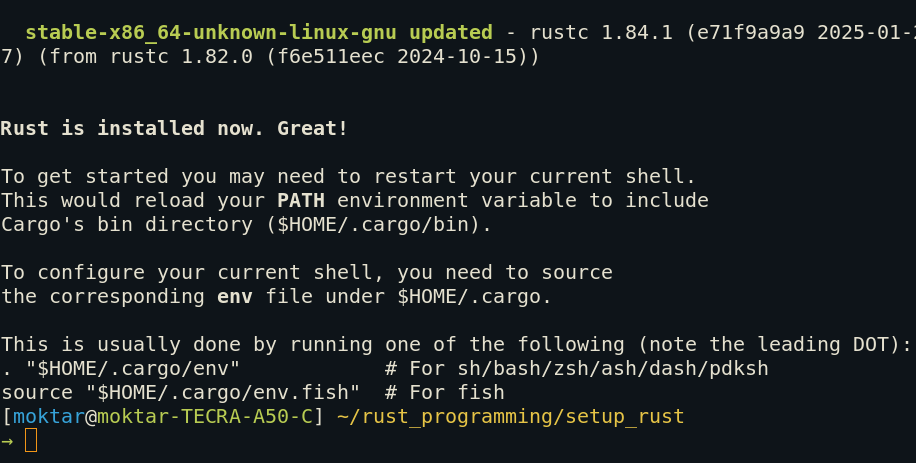 stable-x86_64-unknown-linux-gnu updated - rustc 1.84.1 (e71f9a9a9 2025-01-2
7) (from rustc 1.82.0 (f6e511eec 2024-10-15))
Rust is installed now. Great!
To get started you may need to restart your current shell.
This would reload your PATH environment variable to include
Cargo's bin directory ($HOME/.cargo/bin).
To configure your current shell, you need to source
the corresponding env file under $HOME/.cargo.
This is usually done by running one of the following (note the leading DOT):
. "$HOME/.cargo/env"            # For sh/bash/zsh/ash/dash/pdksh
source "$HOME/.cargo/env.fish"  # For fish
[moktar@moktar-TECRA-A50-C] ~/rust_programming/setup_rust
→